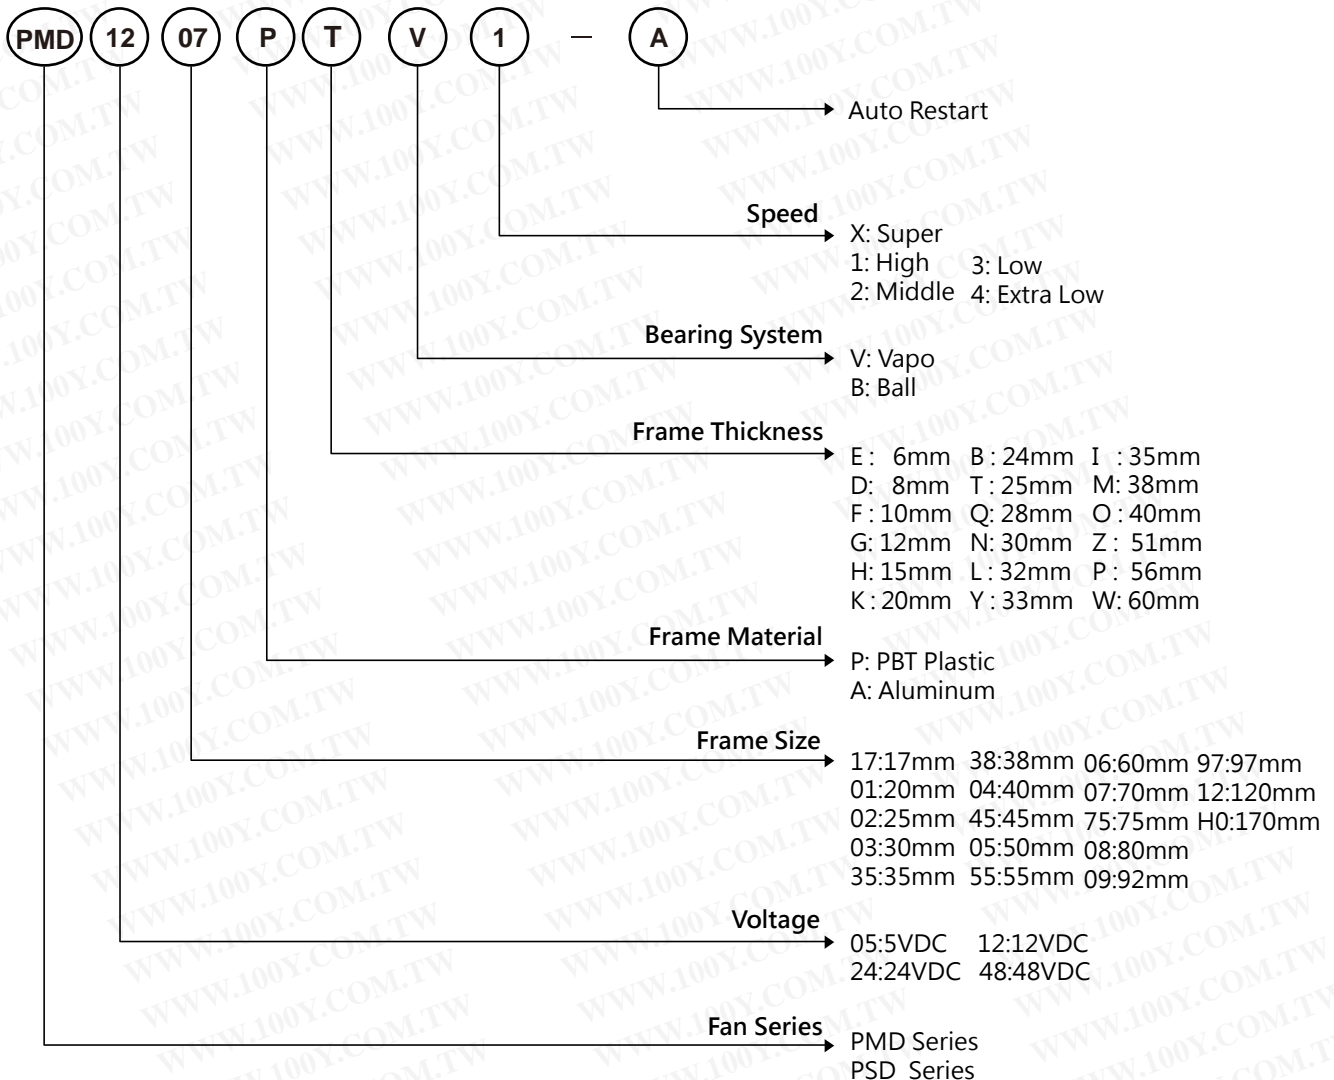 PMD 12 07 P T V 1 – A
Auto Restart
Speed
X: Super
1: High 3: Low
2: Middle 4: Extra Low
Bearing System
V: Vapo
B: Ball
Frame Thickness
E : 6mm B : 24mm I : 35mm
D: 8mm T : 25mm M: 38mm
F : 10mm Q: 28mm O : 40mm
G: 12mm N: 30mm Z : 51mm
H: 15mm L : 32mm P : 56mm
K : 20mm Y : 33mm W: 60mm
Frame Material
P: PBT Plastic
A: Aluminum
Frame Size
17:17mm 38:38mm 06:60mm 97:97mm
01:20mm 04:40mm 07:70mm 12:120mm
02:25mm 45:45mm 75:75mm H0:170mm
03:30mm 05:50mm 08:80mm
35:35mm 55:55mm 09:92mm
Voltage
05:5VDC 12:12VDC
24:24VDC 48:48VDC
Fan Series
PMD Series
PSD Series
WWW.100Y.COM.TW